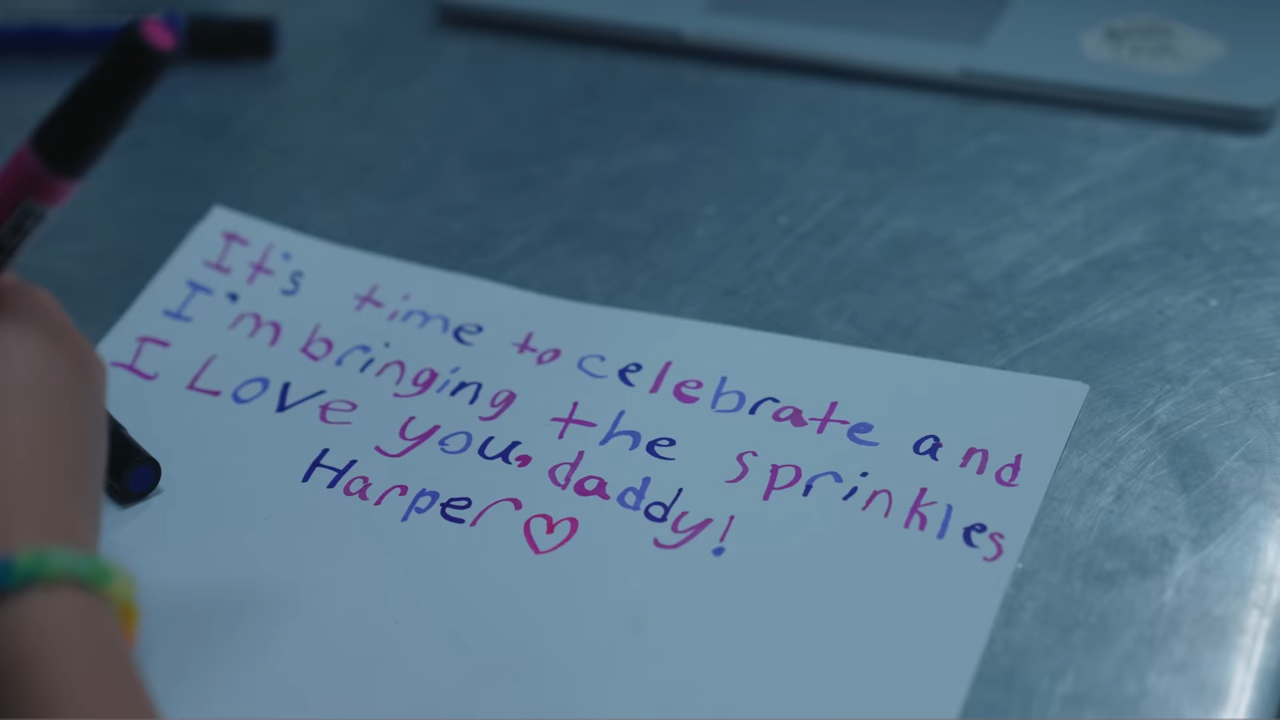 It's time to celebrate and
I'm bringing the sprinkles
I Love you, daddy!
Harper♡